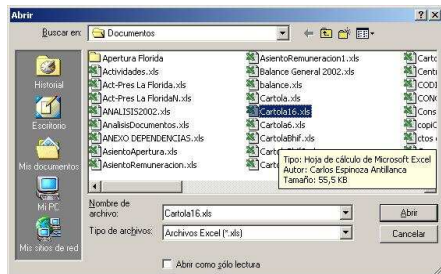 Abrir
Buscar en: Documentos
Historial
Escritorio
Mis documentos
Mi PC
Mis sitios de red
Apertura Florida
Actividades.xls
Act-Pres La Florida.xls
Act-Pres La FloridaN.xls
ANALISIS2002.xls
AnalisisDocumentos.xls
ANEXO DEPENDENCIAS.xls
AsientoApertura.xls
AsientoRemuneracion.xls
AsientoRemuneracion1.xls
Balance General 2002.xls
balance.xls
Cartola.xls
Cartola16.xls
Cartola6.xls
CartolaBhif.xls
Tipo: Hoja de cálculo de Microsoft Excel
Autor: Carlos Espinoza Antillanca
Tamaño: 55,5 KB
Nombre de archivo: Cartola16.xls
Tipo de archivos: Archivos Excel (*.xls)
Abrir como sólo lectura
Abrir
Cancelar